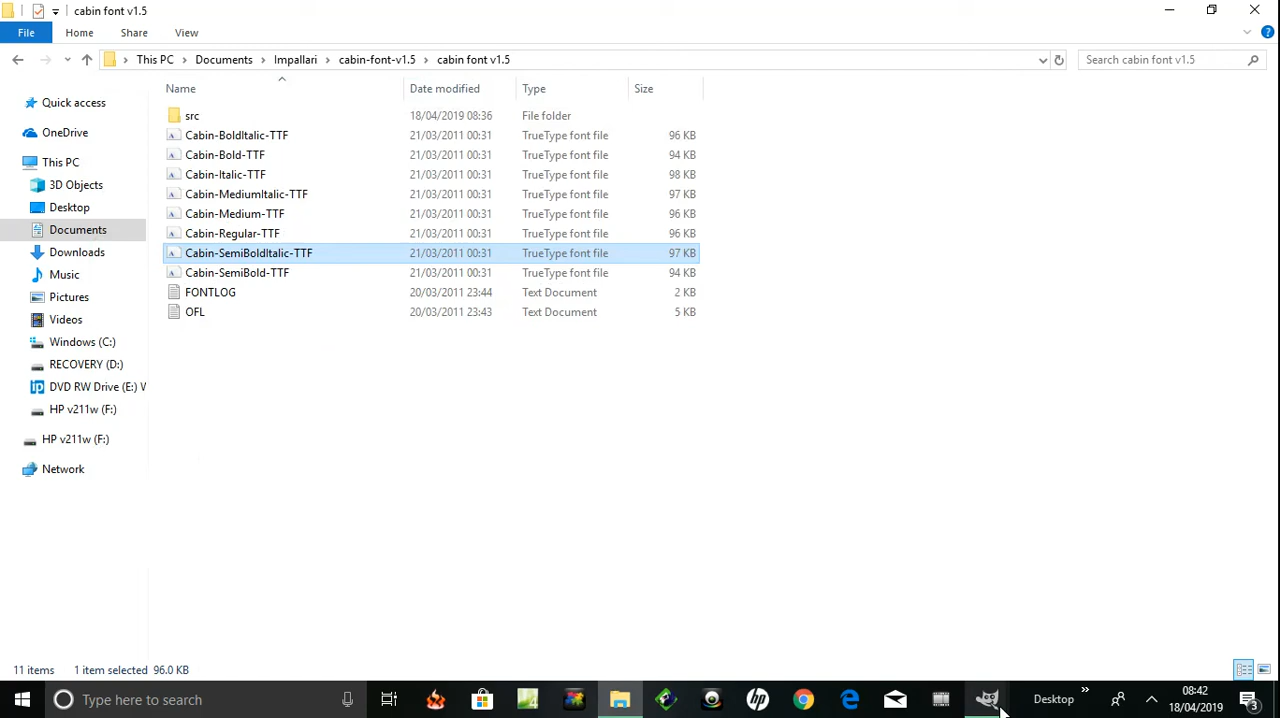 cabin font v1.5
File Home Share View
This PC Documents Impallari cabin-font-v1.5 cabin font v1.5 Search cabin font v1.5
Name Date modified Type Size
Quick access
OneDrive
This PC
3D Objects
Desktop
Documents
Downloads
Music
Pictures
Videos
Windows (C:)
RECOVERY (D:)
DVD RW Drive (E:) W
HP v211w (F:)
HP v211w (F:)
Network
src 18/04/2019 08:36 File folder
Cabin-BoldItalic-TTF 21/03/2011 00:31 TrueType font file 96 KB
Cabin-Bold-TTF 21/03/2011 00:31 TrueType font file 94 KB
Cabin-Italic-TTF 21/03/2011 00:31 TrueType font file 98 KB
Cabin-MediumItalic-TTF 21/03/2011 00:31 TrueType font file 97 KB
Cabin-Medium-TTF 21/03/2011 00:31 TrueType font file 96 KB
Cabin-Regular-TTF 21/03/2011 00:31 TrueType font file 96 KB
Cabin-SemiBoldItalic-TTF 21/03/2011 00:31 TrueType font file 97 KB
Cabin-SemiBold-TTF 21/03/2011 00:31 TrueType font file 94 KB
FONTLOG 20/03/2011 23:44 Text Document 2 KB
OFL 20/03/2011 23:43 Text Document 5 KB
11 items 1 item selected 96.0 KB
Type here to search
Desktop
08:42
18/04/2019
3